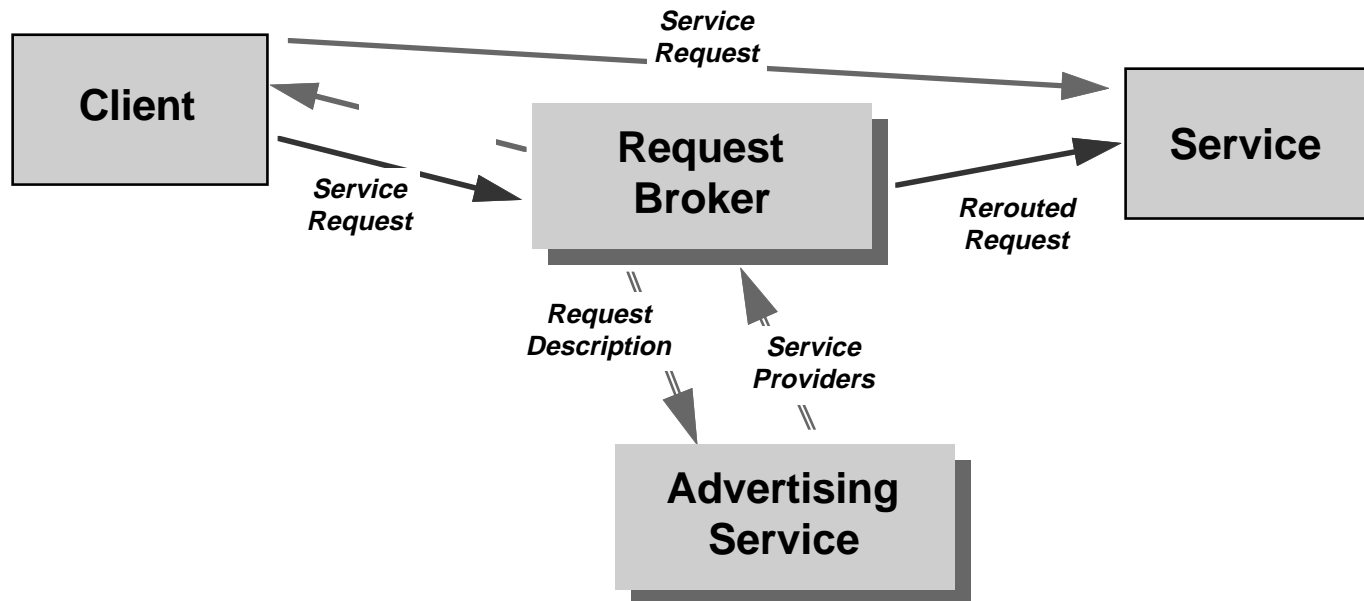 Service
Request
Client
Request
Broker
Service
Service
Request
Rerouted
Request
Request
Description
Service
Providers
Advertising
Service